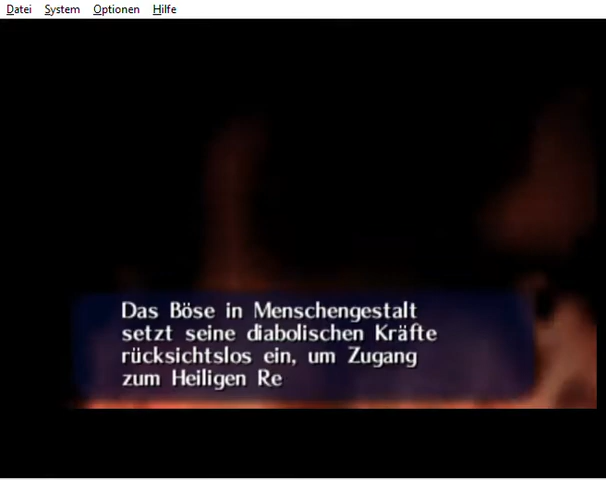 Datei System Optionen Hilfe
Das Böse in Menschengestalt
setzt seine diabolischen Kräfte
rücksichtslos ein, um Zugang
zum Heiligen Re